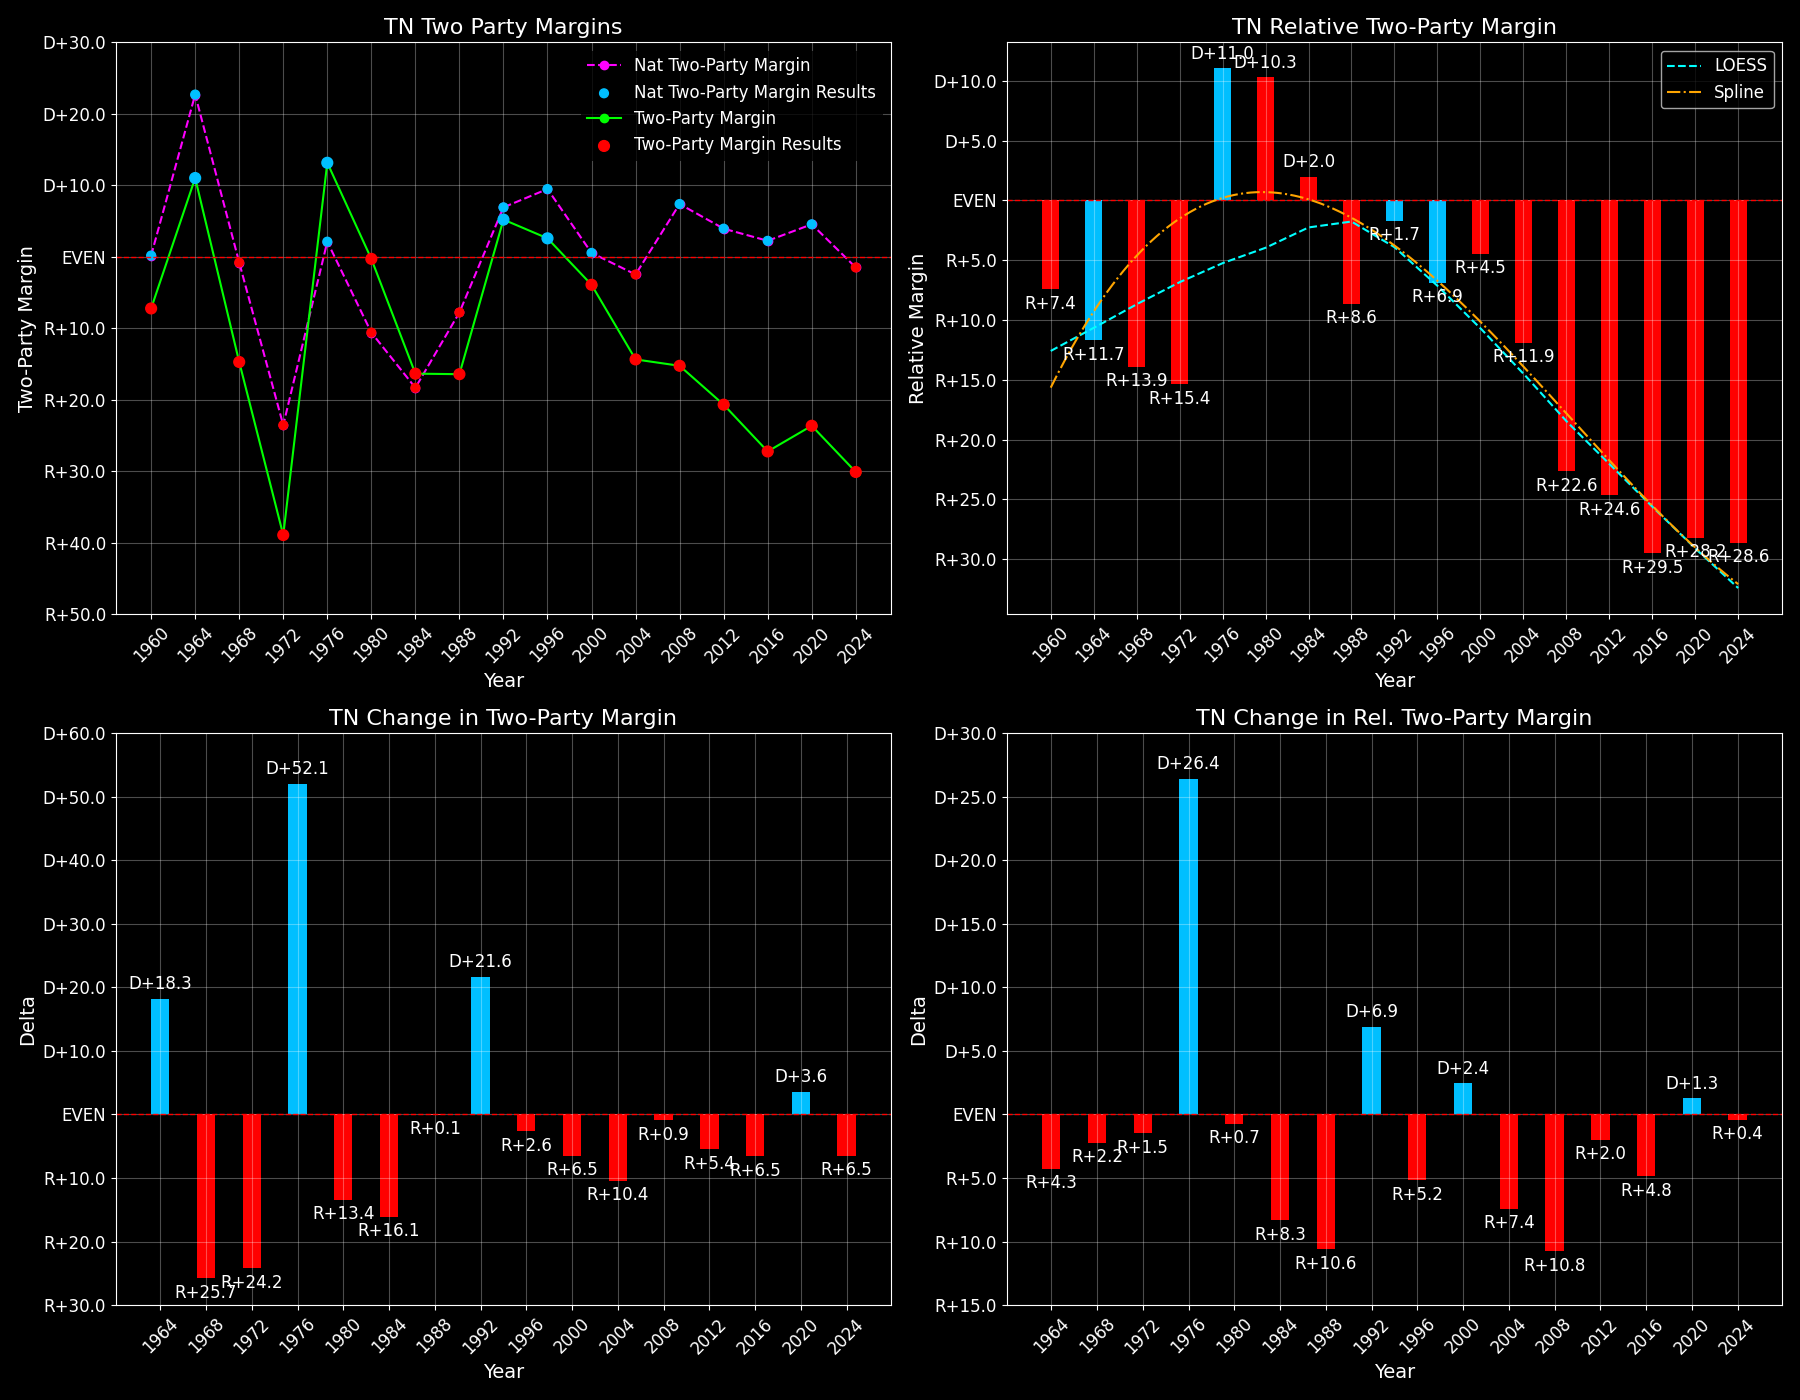 TN Two Party Margins
D+30.0
D+20.0
D+10.0
EVEN
R+10.0
R+20.0
R+30.0
R+40.0
R+50.0
Two-Party Margin
Nat Two-Party Margin
Nat Two-Party Margin Results
Two-Party Margin
Two-Party Margin Results
1960 1964 1968 1972 1976 1980 1984 1988 1992 1996 2000 2004 2008 2012 2016 2020 2024
Year
TN Relative Two-Party Margin
D+10.0
D+5.0
EVEN
R+5.0
R+10.0
R+15.0
R+20.0
R+25.0
R+30.0
Relative Margin
LOESS
Spline
R+7.4
R+11.7
R+13.9
R+15.4
D+11.0
D+10.3
D+2.0
R+8.6
R+1.7
R+6.9
R+4.5
R+11.9
R+22.6
R+24.6
R+29.5
R+28.2
R+28.6
1960 1964 1968 1972 1976 1980 1984 1988 1992 1996 2000 2004 2008 2012 2016 2020 2024
Year
TN Change in Two-Party Margin
D+60.0
D+50.0
D+40.0
D+30.0
D+20.0
D+10.0
EVEN
R+10.0
R+20.0
R+30.0
Delta
D+18.3
R+25.7
R+24.2
D+52.1
R+13.4
R+16.1
R+0.1
D+21.6
R+2.6
R+6.5
R+10.4
R+0.9
R+5.4
R+6.5
D+3.6
R+6.5
1964 1968 1972 1976 1980 1984 1988 1992 1996 2000 2004 2008 2012 2016 2020 2024
Year
TN Change in Rel. Two-Party Margin
D+30.0
D+25.0
D+20.0
D+15.0
D+10.0
D+5.0
EVEN
R+5.0
R+10.0
R+15.0
Delta
R+4.3
R+2.2
R+1.5
D+26.4
R+0.7
R+8.3
R+10.6
D+6.9
R+5.2
D+2.4
R+7.4
R+10.8
R+2.0
R+4.8
D+1.3
R+0.4
1964 1968 1972 1976 1980 1984 1988 1992 1996 2000 2004 2008 2012 2016 2020 2024
Year